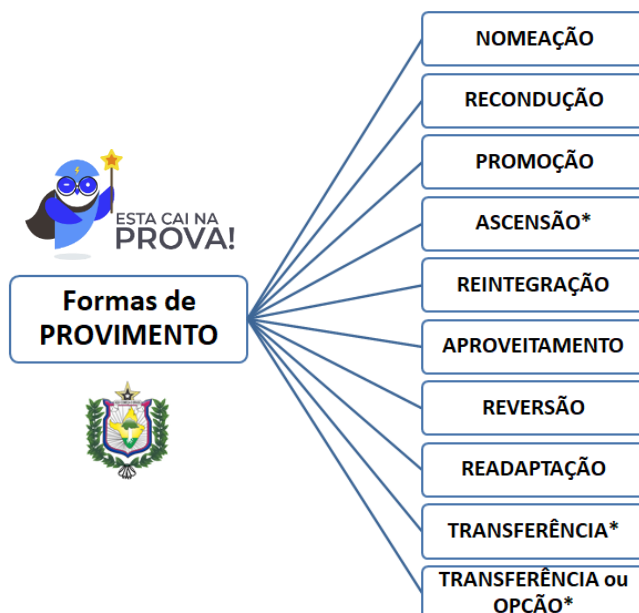 NOMEAÇÃO
RECONDUÇÃO
PROMOÇÃO
ESTA CAI NA
PROVA!
ASCENSÃO*
Formas de
PROVIMENTO
REINTEGRAÇÃO
APROVEITAMENTO
REVERSÃO
READAPTAÇÃO
TRANSFERÊNCIA*
TRANSFERÊNCIA ou
OPÇÃO*